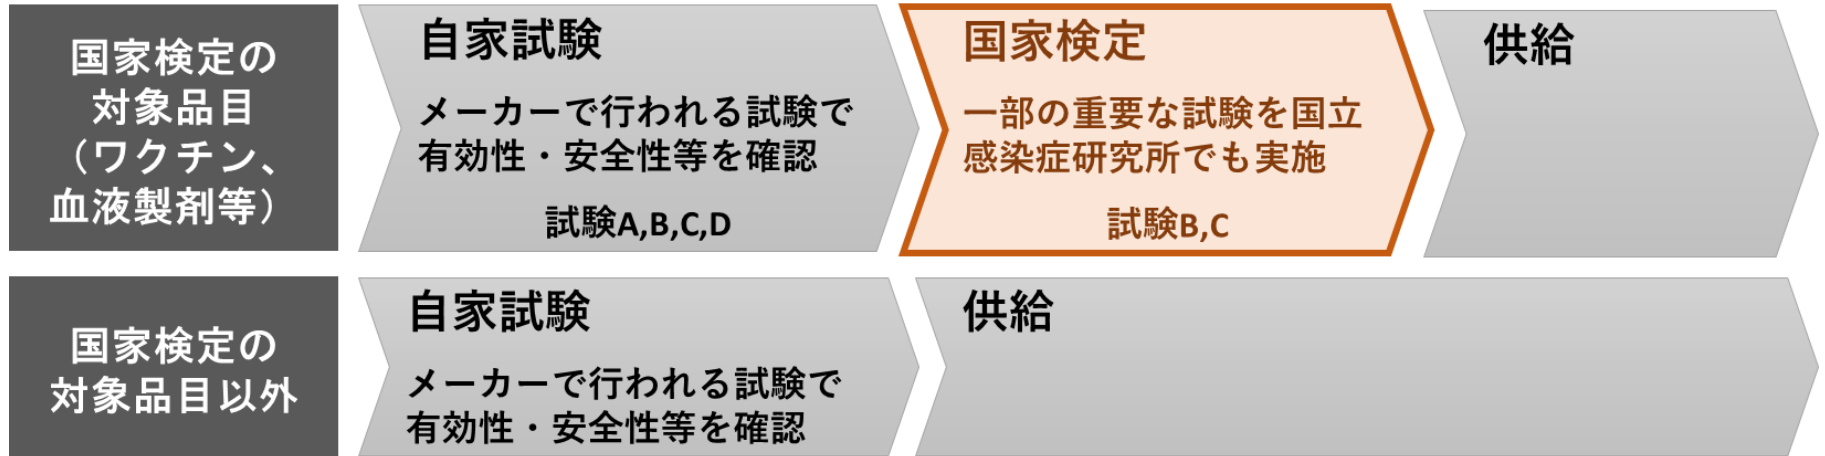 国家検定の
対象品目
（ワクチン、
血液製剤等）
自家試験
メーカーで行われる試験で
有効性・安全性等を確認
試験A,B,C,D
国家検定
一部の重要な試験を国立
感染症研究所でも実施
試験B,C
供給
国家検定の
対象品目以外
自家試験
メーカーで行われる試験で
有効性・安全性等を確認
供給